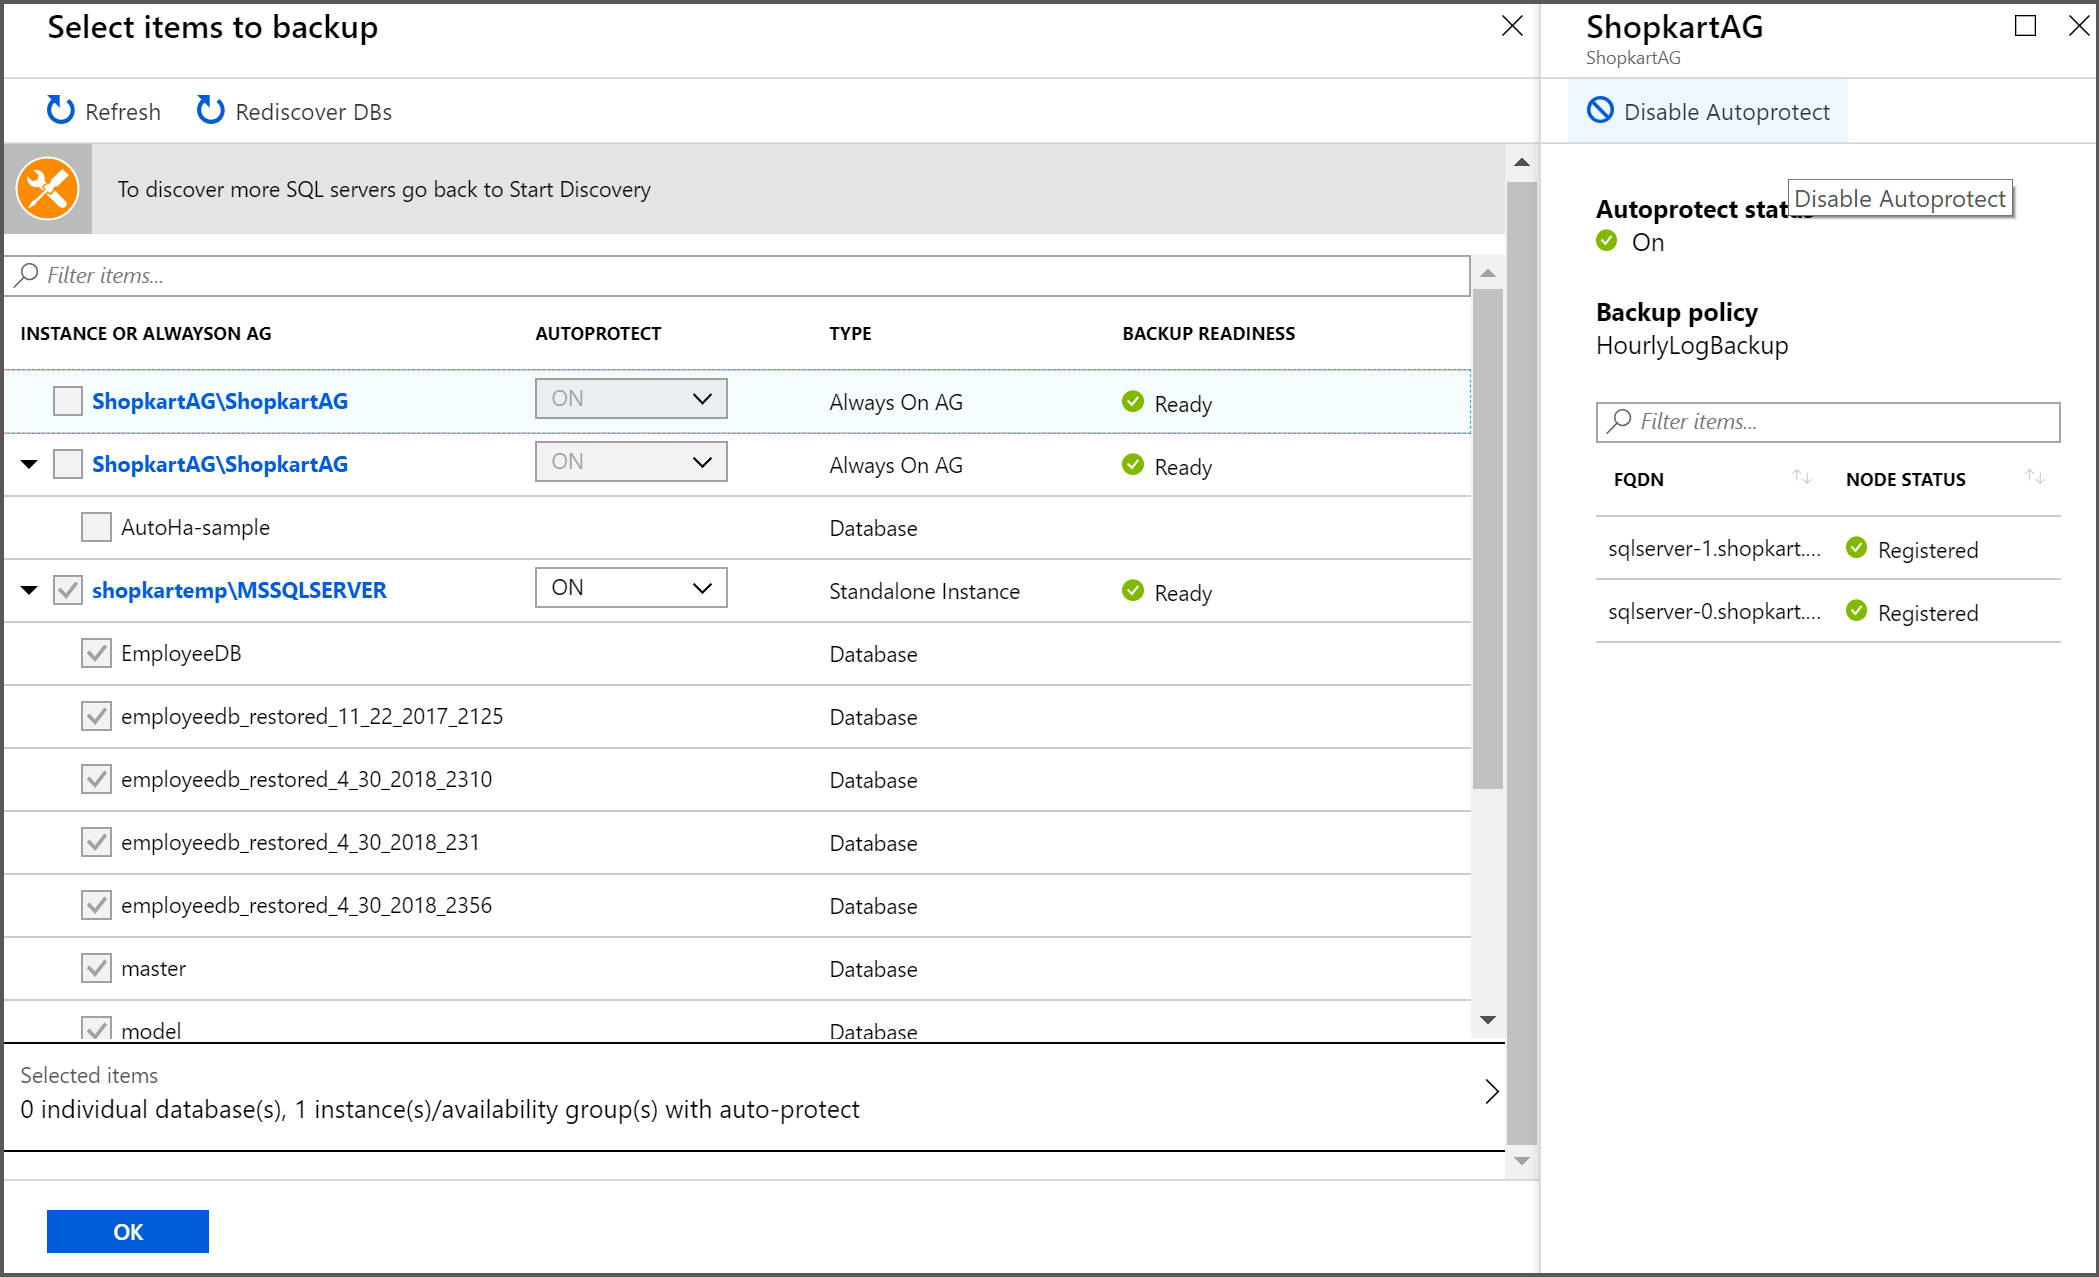 Select items to backup
Refresh
Rediscover DBs
To discover more SQL servers go back to Start Discovery
Filter items...
INSTANCE OR ALWAYSON AG AUTOPROTECT TYPE BACKUP READINESS
ShopkartAG\ShopkartAG ON Always On AG Ready
ShopkartAG\ShopkartAG ON Always On AG Ready
AutoHa-sample Database
shopkartemp\MSSQLSERVER ON Standalone Instance Ready
EmployeeDB Database
employeedb_restored_11_22_2017_2125 Database
employeedb_restored_4_30_2018_2310 Database
employeedb_restored_4_30_2018_231 Database
employeedb_restored_4_30_2018_2356 Database
master Database
model Database
Selected items
0 individual database(s), 1 instance(s)/availability group(s) with auto-protect
OK
ShopkartAG
ShopkartAG
Disable Autoprotect
Disable Autoprotect
Autoprotect status
On
Backup policy
HourlyLogBackup
Filter items...
FQDN NODE STATUS
sqlserver-1.shopkart.... Registered
sqlserver-0.shopkart.... Registered